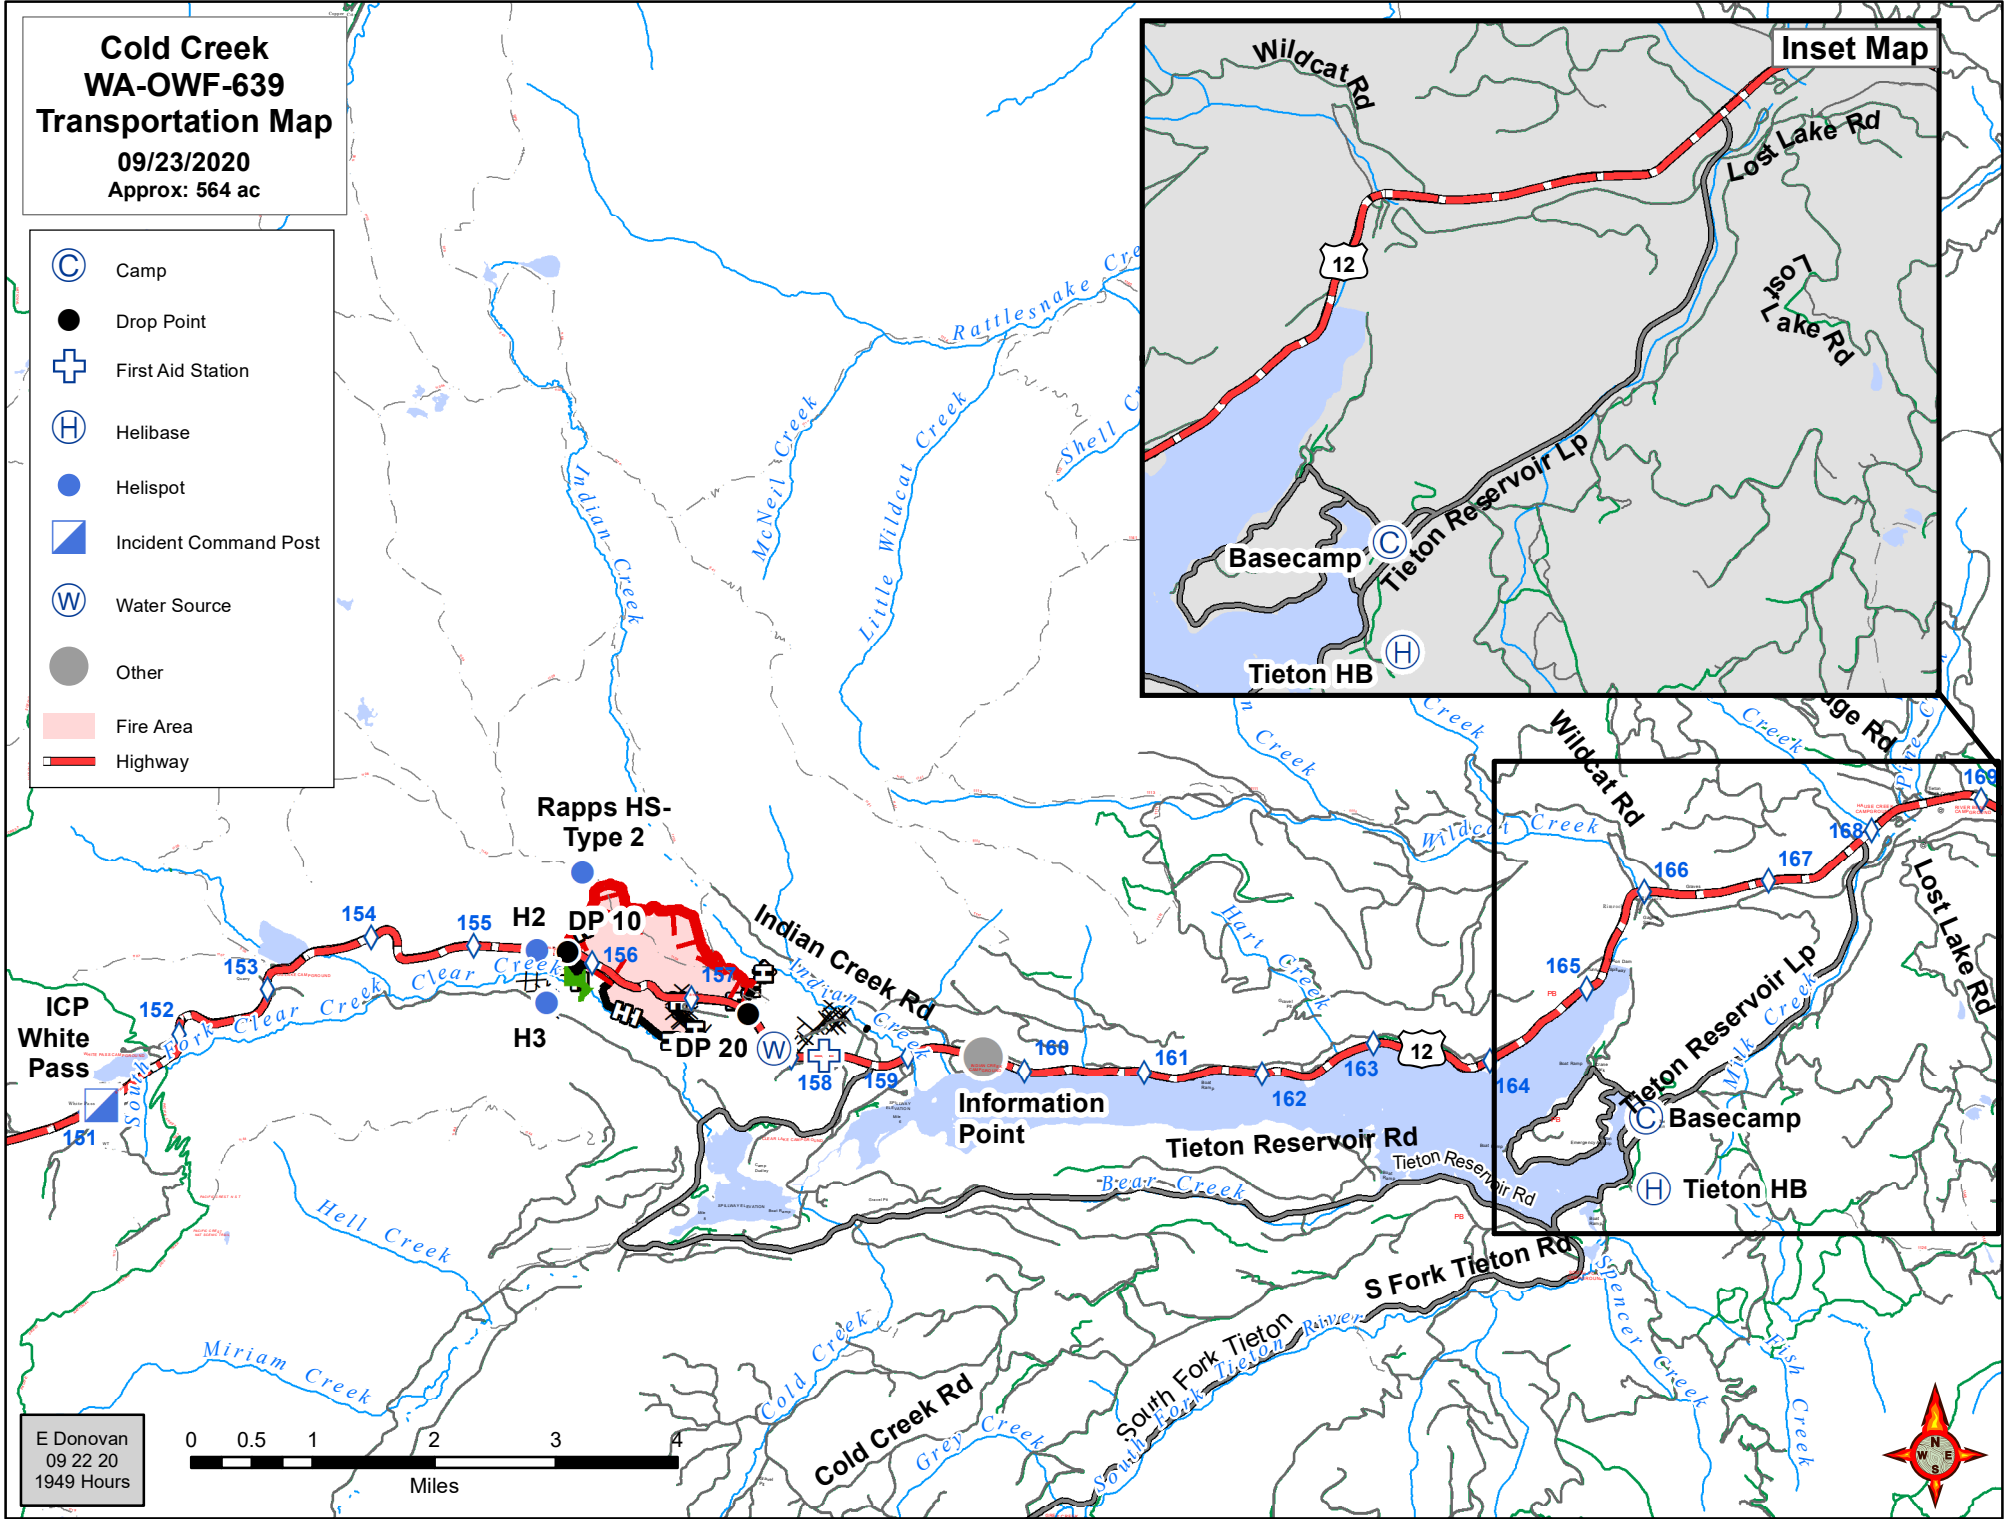 Cold Creek
WA-OWF-639
Transportation Map
09/23/2020
Approx: 564 ac
Camp
Drop Point
First Aid Station
Helibase
Helispot
Incident Command Post
Water Source
Other
Fire Area
Highway
C
H
W
Inset Map
Wildcat Rd
Lost Lake Rd
Lost Lake Rd
12
Tieton Reservoir Lp
Basecamp
C
Tieton HB
H
Rattlesnake Cre
McNeil Creek
Little Wildcat Creek
Shell Cr
Indian Creek
n Creek
Creek
Creek
Pine C
dge Rd
Wildcat Rd
Wildcat Creek
Hart Creek
Lost Lake Rd
Rapps HS-
Type 2
H2
DP 10
H3
DP 20
Indian Creek Rd
Indian Creek
ICP
White
Pass
151
152
153
154
155
156
157
158
159
160
161
162
163
164
165
166
167
168
169
W
12
South Fork Clear Creek
Clear Creek
Information
Point
Tieton Reservoir Rd
Tieton Reservoir Rd
Tieton Reservoir Lp
Milk Creek
C
Basecamp
H
Tieton HB
Bear Creek
Hell Creek
Miriam Creek
Cold Creek
Cold Creek Rd
Grey Creek
S Fork Tieton Rd
South Fork Tieton
South Fork Tieton River
Spencer Creek
Fish Creek
E Donovan
09 22 20
1949 Hours
0 0.5 1 2 3 4
Miles
N
W E
S